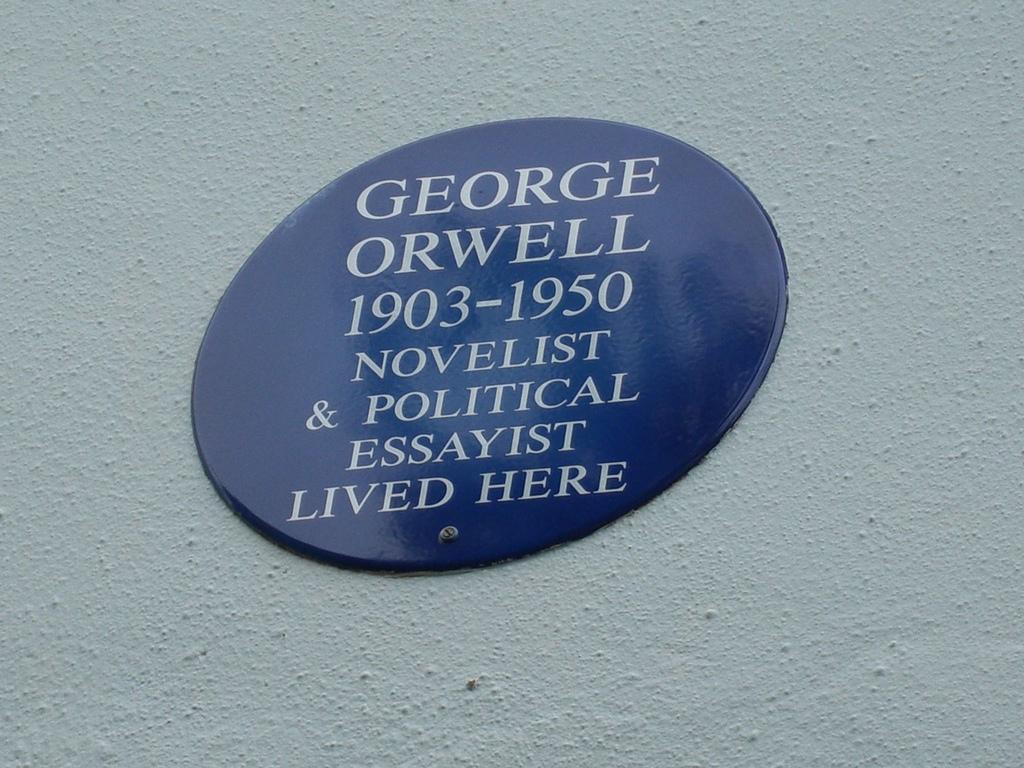 GEORGE
ORWELL
1903-1950
NOVELIST
& POLITICAL
ESSAYIST
LIVED HERE